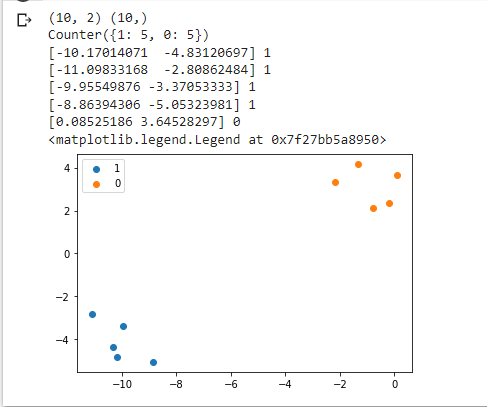 (10, 2) (10,)
Counter({1: 5, 0: 5})
[-10.17014071  -4.83120697] 1
[-11.09833168  -2.80862484] 1
[-9.95549876 -3.37053333] 1
[-8.86394306 -5.05323981] 1
[0.08525186 3.64528297] 0
<matplotlib.legend.Legend at 0x7f27bb5a8950>
1
0
4
2
0
−2
−4
−10 −8 −6 −4 −2 0